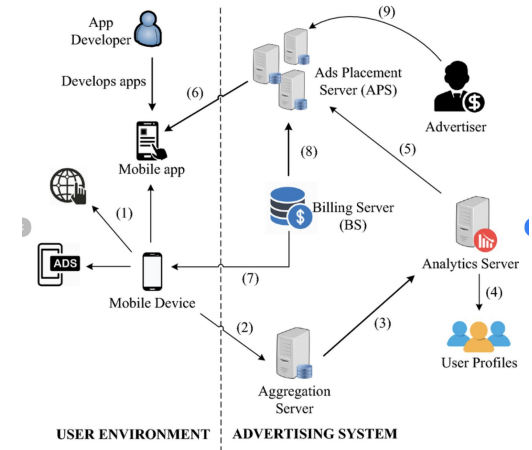 App
Developer
Develops apps
(9)
Ads Placement
Server (APS)
(6)
Advertiser
Mobile app
(8)
(5)
(1)
$
Billing Server
(BS)
$
Analytics Server
ADS
(7)
Mobile Device
(4)
(2)
(3)
User Profiles
Aggregation
Server
USER ENVIRONMENT
ADVERTISING SYSTEM